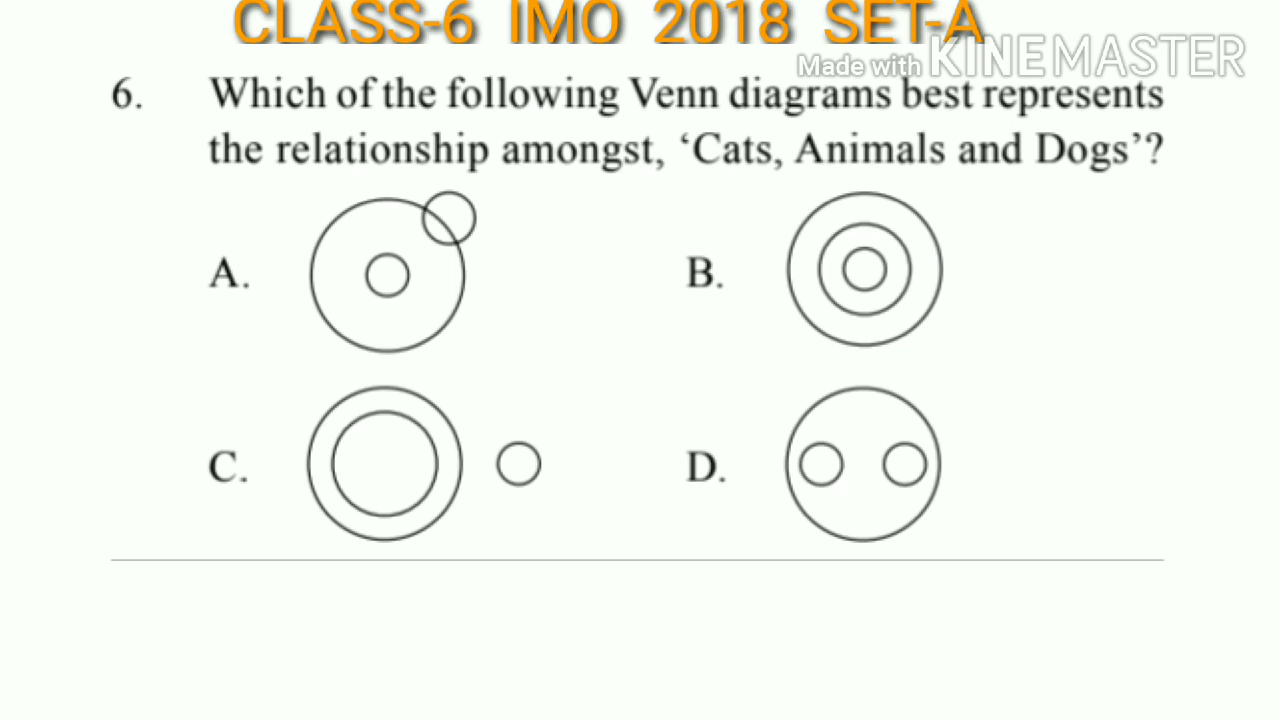 CLASS-6 IMO 2018 SET-A
Made with KINEMASTER
6. Which of the following Venn diagrams best represents
the relationship amongst, ‘Cats, Animals and Dogs’?
A. B.
C. D.